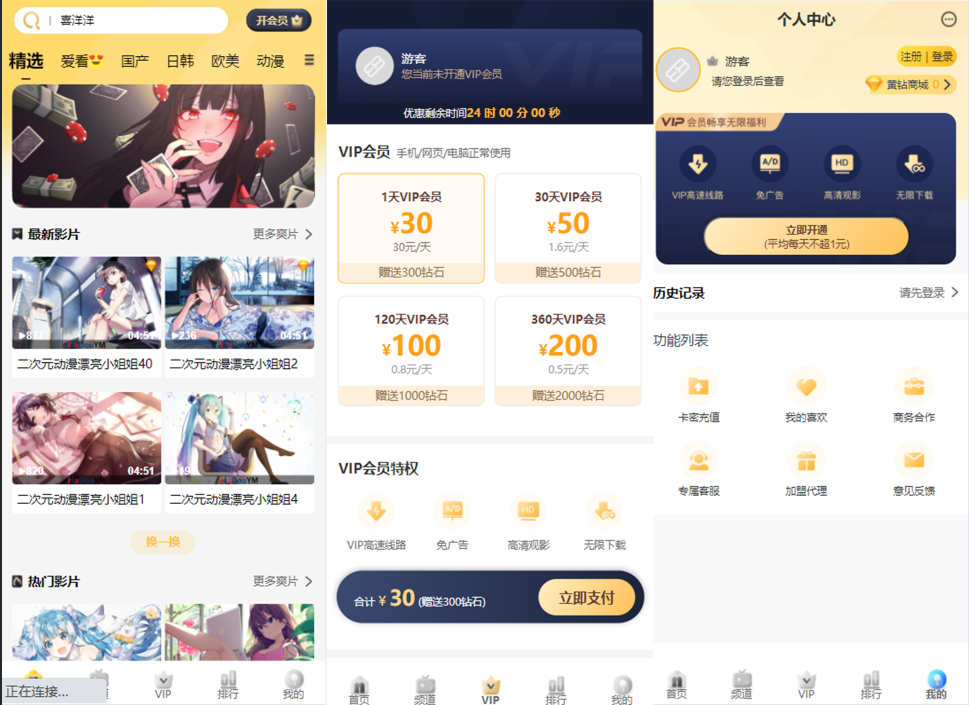 喜洋洋
开会员
精选 爱看 国产 日韩 欧美 动漫
7
最新影片 更多爽片
04:51
236 04:51
二次元动漫漂亮小姐姐40 二次元动漫漂亮小姐姐2
820 04:51
二次元动漫漂亮小姐姐1 二次元动漫漂亮小姐姐4
换一换
热门影片 更多爽片
正在连接...
VIP 排行 我的
VIP
游客
您当前未开通VIP会员
优惠剩余时间24 时 00 分 00 秒
VIP会员 手机/网页/电脑正常使用
1天VIP会员
¥30
30元/天
赠送300钻石
30天VIP会员
¥50
1.6元/天
赠送500钻石
120天VIP会员
¥100
0.8元/天
赠送1000钻石
360天VIP会员
¥200
0.5元/天
赠送2000钻石
VIP会员特权
A/D HD
VIP高速线路 免广告 高清观影 无限下载
合计 ¥ 30 (赠送300钻石)
立即支付
首页 频道 VIP 排行 我的
个人中心
游客
请您登录后查看
注册 | 登录
黄钻商城 0
VIP 会员畅享无限福利
A/D HD
VIP高速线路 免广告 高清观影 无限下载
立即开通
(平均每天不超1元)
历史记录 请先登录
功能列表
卡密充值 我的喜欢 商务合作
专属客服 加盟代理 意见反馈
首页 频道 VIP 排行 我的